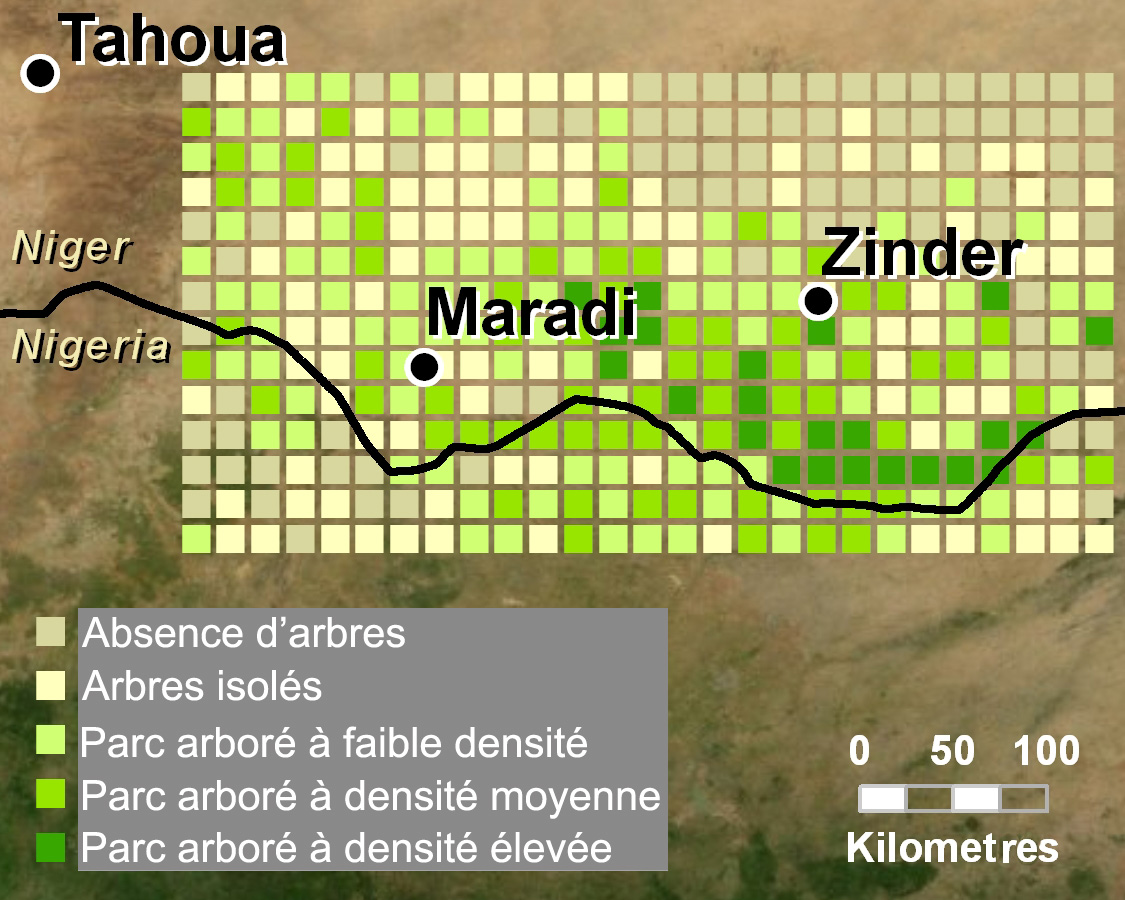 Tahoua
Niger
Zinder
Maradi
Nigeria
Absence d’arbres
Arbres isolés
Parc arboré à faible densité
Parc arboré à densité moyenne
Parc arboré à densité élevée
0 50 100
Kilometres